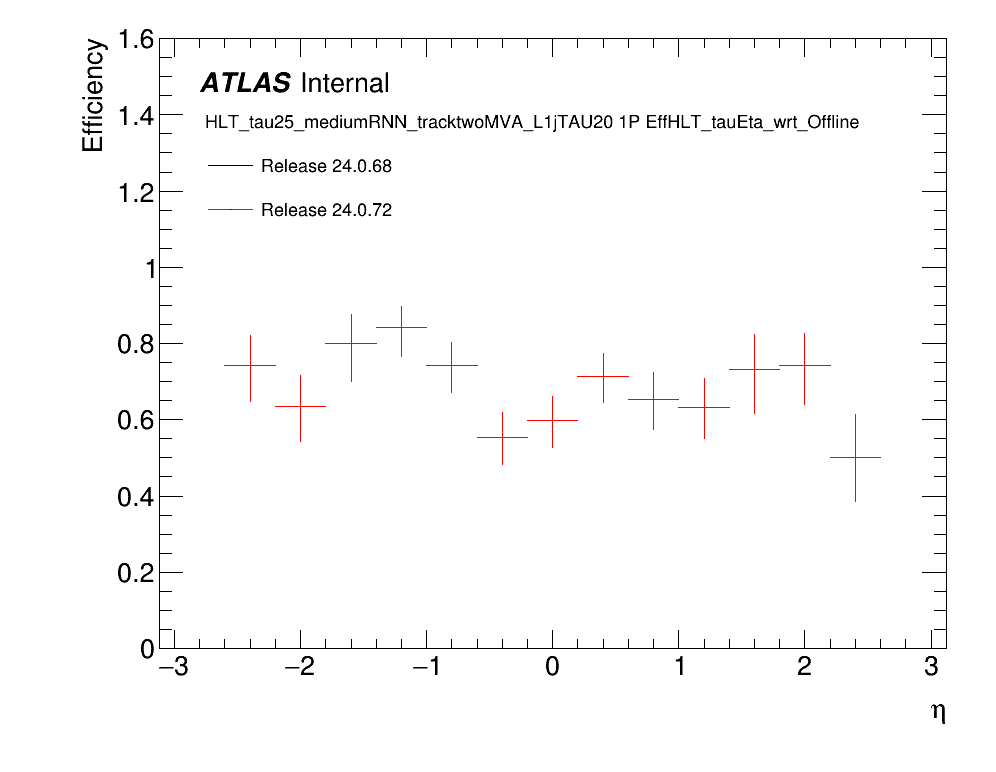 Efficiency
1.6
1.4
1.2
1
0.8
0.6
0.4
0.2
0
ATLAS Internal
HLT_tau25_mediumRNN_tracktwoMVA_L1jTAU20 1P EffHLT_tauEta_wrt_Offline
Release 24.0.68
Release 24.0.72
−3 −2 −1 0 1 2 3
η